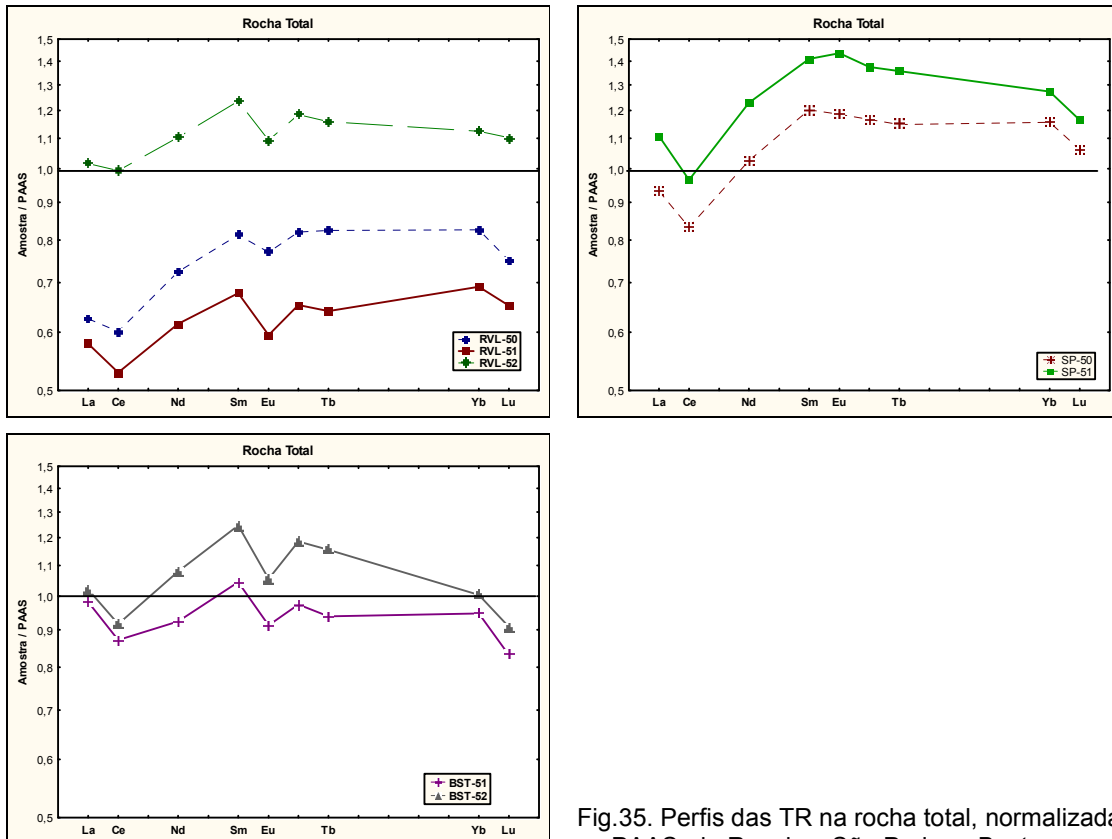 Rocha Total
1,5
1,4
1,3
1,2
1,1
1,0
0,9
0,8
0,7
0,6
0,5
Amostra / PAAS
La Ce Nd Sm Eu Tb Yb Lu
RVL-50
RVL-51
RVL-52
Rocha Total
1,5
1,4
1,3
1,2
1,1
1,0
0,9
0,8
0,7
0,6
0,5
Amostra / PAAS
La Ce Nd Sm Eu Tb Yb Lu
SP-50
SP-51
Rocha Total
1,5
1,4
1,3
1,2
1,1
1,0
0,9
0,8
0,7
0,6
0,5
Amostra / PAAS
La Ce Nd Sm Eu Tb Yb Lu
BST-51
BST-52
Fig.35. Perfis das TR na rocha total, normalizada